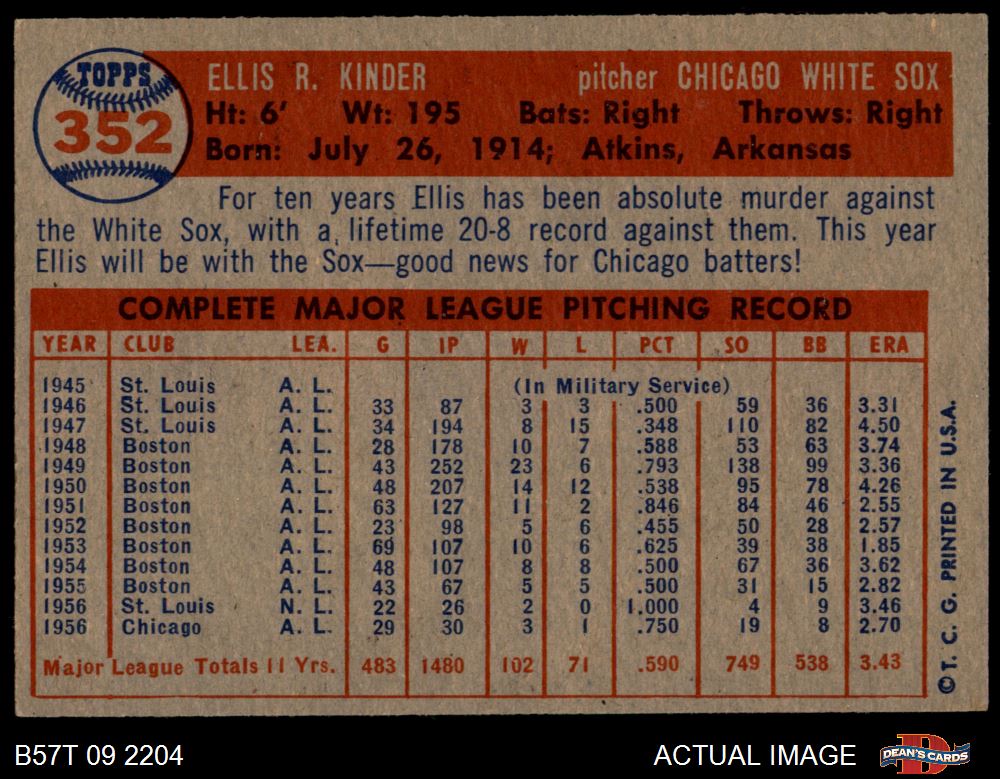 TOPPS
352
ELLIS R. KINDER pitcher CHICAGO WHITE SOX
Ht: 6' Wt: 195 Bats: Right Throws: Right
Born: July 26, 1914; Atkins, Arkansas
For ten years Ellis has been absolute murder against
the White Sox, with a lifetime 20-8 record against them. This year
Ellis will be with the Sox—good news for Chicago batters!
COMPLETE MAJOR LEAGUE PITCHING RECORD
YEAR CLUB LEA. G IP W L PCT SO BB ERA
1945 St. Louis A. L. (In Military Service)
1946 St. Louis A. L. 33 87 3 3 .500 59 36 3.31
1947 St. Louis A. L. 34 194 8 15 .348 110 82 4.50
1948 Boston A. L. 28 178 10 7 .588 53 63 3.74
1949 Boston A. L. 43 252 23 6 .793 138 99 3.36
1950 Boston A. L. 48 207 14 12 .538 95 78 4.26
1951 Boston A. L. 63 127 11 2 .846 84 46 2.55
1952 Boston A. L. 23 98 5 6 .455 50 28 2.57
1953 Boston A. L. 69 107 10 6 .625 39 38 1.85
1954 Boston A. L. 48 107 8 8 .500 67 36 3.62
1955 Boston A. L. 43 67 5 5 .500 31 15 2.82
1956 St. Louis N. L. 22 26 2 0 1.000 4 9 3.46
1956 Chicago A. L. 29 30 3 1 .750 19 8 2.70
Major League Totals 11 Yrs. 483 1480 102 71 .590 749 538 3.43
©T. C. G. PRINTED IN U.S.A.
B57T 09 2204 ACTUAL IMAGE
DEAN'S CARDS